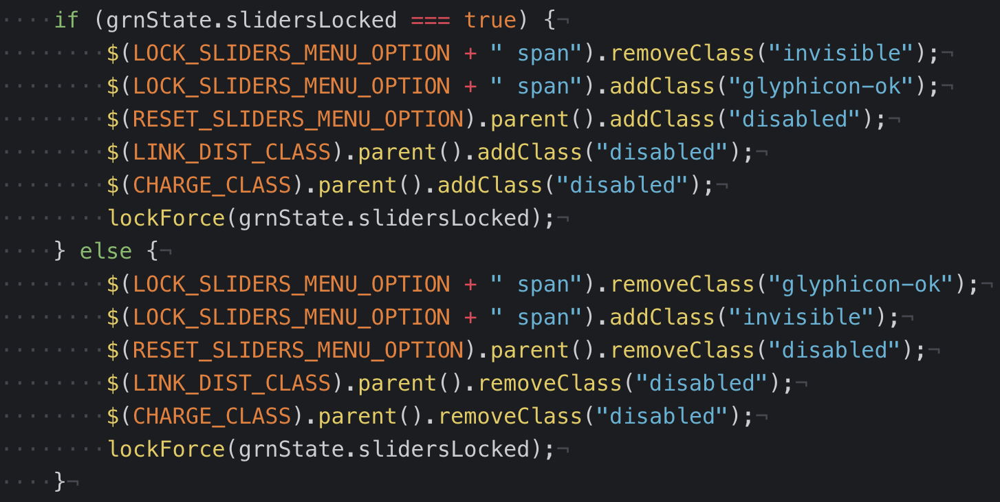 if (grnState.slidersLocked === true) {
        $(LOCK_SLIDERS_MENU_OPTION + " span").removeClass("invisible");
        $(LOCK_SLIDERS_MENU_OPTION + " span").addClass("glyphicon-ok");
        $(RESET_SLIDERS_MENU_OPTION).parent().addClass("disabled");
        $(LINK_DIST_CLASS).parent().addClass("disabled");
        $(CHARGE_CLASS).parent().addClass("disabled");
        lockForce(grnState.slidersLocked);
    } else {
        $(LOCK_SLIDERS_MENU_OPTION + " span").removeClass("glyphicon-ok");
        $(LOCK_SLIDERS_MENU_OPTION + " span").addClass("invisible");
        $(RESET_SLIDERS_MENU_OPTION).parent().removeClass("disabled");
        $(LINK_DIST_CLASS).parent().removeClass("disabled");
        $(CHARGE_CLASS).parent().removeClass("disabled");
        lockForce(grnState.slidersLocked);
    }